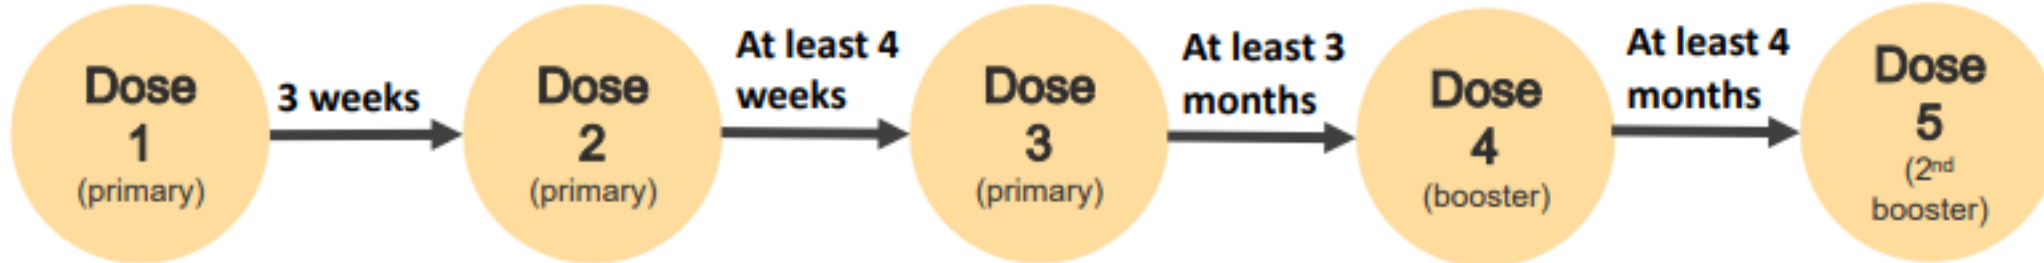 Dose
1
(primary)
3 weeks
Dose
2
(primary)
At least 4
weeks
Dose
3
(primary)
At least 3
months
Dose
4
(booster)
At least 4
months
Dose
5
(2nd
booster)